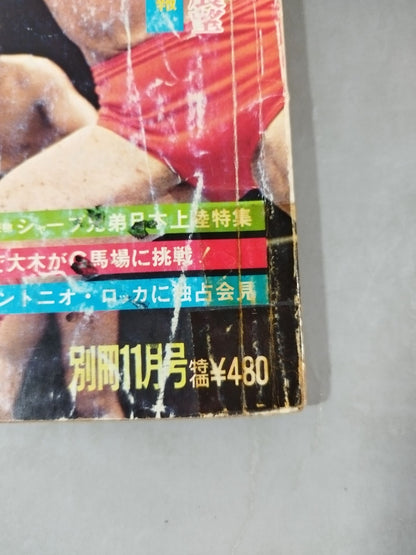 報
シャープ兄弟日本上陸特集
大木がG馬場に挑戦!
ントニオ・ロッカに独占会見
別冊11月号 特価 ¥480